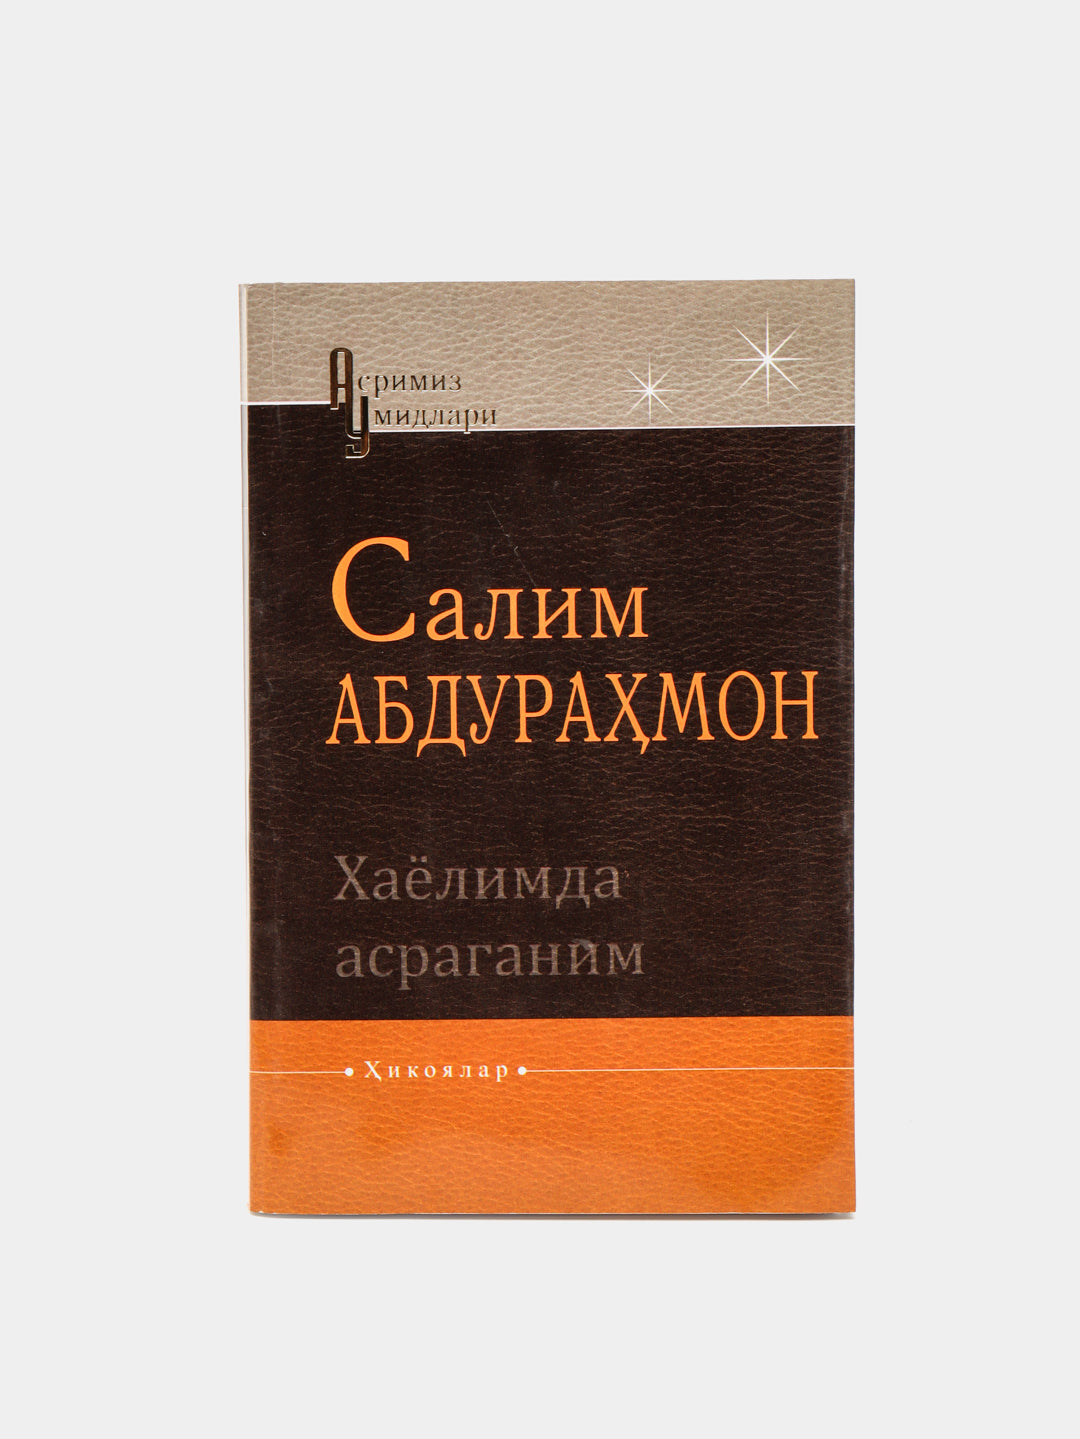 Асримиз
Умидлари
Салим
АБДУРАҲМОН
Хаёлимда
асраганим
Ҳикоялар